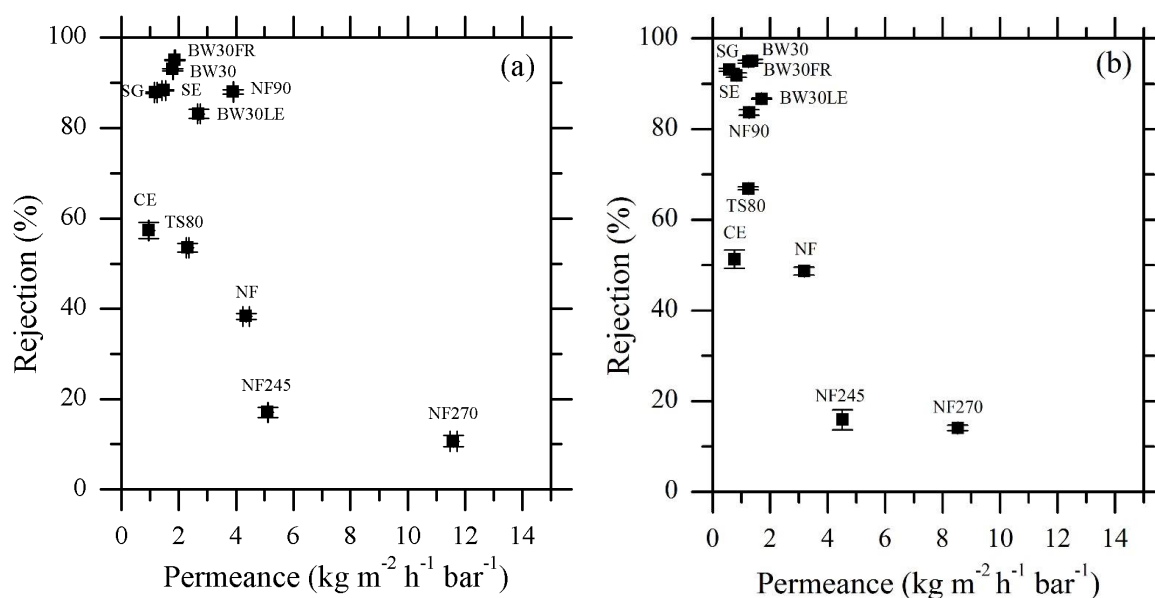 100
80
60
40
20
0
Rejection (%)
(a)
BW30FR
BW30
SG
SE
NF90
BW30LE
CE
TS80
NF
NF245
NF270
0 2 4 6 8 10 12 14
Permeance (kg m⁻² h⁻¹ bar⁻¹)
100
80
60
40
20
0
Rejection (%)
(b)
SG
BW30
BW30FR
SE
BW30LE
NF90
TS80
CE
NF
NF245
NF270
0 2 4 6 8 10 12 14
Permeance (kg m⁻² h⁻¹ bar⁻¹)